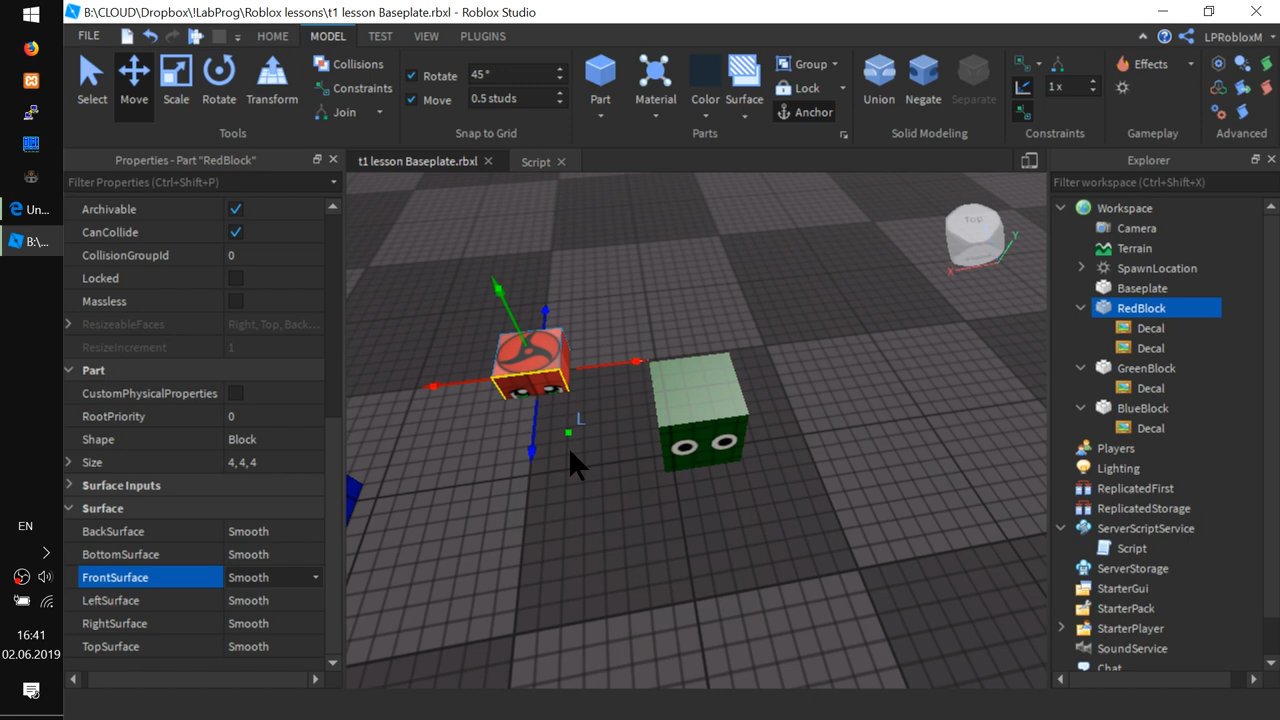 B:\CLOUD\Dropbox\!LabProg\Roblox lessons\t1 lesson Baseplate.rbxl - Roblox Studio
FILE HOME MODEL TEST VIEW PLUGINS LPRobloxM
Select Move Scale Rotate Transform
Collisions
Constraints
Join
Tools
Rotate 45°
Move 0.5 studs
Snap to Grid
Part Material Color Surface
Group
Lock
Anchor
Parts
Union Negate Separate
Solid Modeling
1 x
Constraints
Effects
Gameplay
Advanced
Properties - Part "RedBlock"
Filter Properties (Ctrl+Shift+P)
Archivable
CanCollide
CollisionGroupId 0
Locked
Massless
ResizeableFaces Right, Top, Back...
ResizeIncrement 1
Part
CustomPhysicalProperties
RootPriority 0
Shape Block
Size 4,4,4
Surface Inputs
Surface
BackSurface Smooth
BottomSurface Smooth
FrontSurface Smooth
LeftSurface Smooth
RightSurface Smooth
TopSurface Smooth
t1 lesson Baseplate.rbxl Script
Top
Y
X
L
Explorer
Filter workspace (Ctrl+Shift+X)
Workspace
Camera
Terrain
SpawnLocation
Baseplate
RedBlock
Decal
Decal
GreenBlock
Decal
BlueBlock
Decal
Players
Lighting
ReplicatedFirst
ReplicatedStorage
ServerScriptService
Script
ServerStorage
StarterGui
StarterPack
StarterPlayer
SoundService
Chat
Un...
B:\...
EN
16:41
02.06.2019